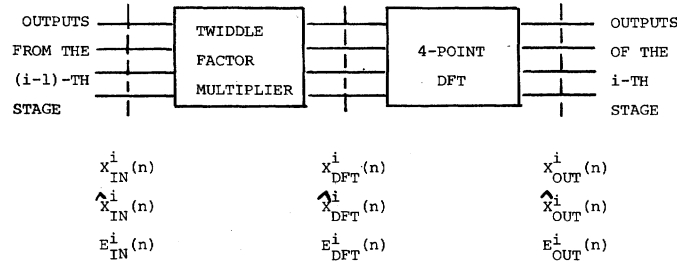 OUTPUTS
FROM THE
(i-1)-TH
STAGE
TWIDDLE
FACTOR
MULTIPLIER
4-POINT
DFT
OUTPUTS
OF THE
i-TH
STAGE
X^i_IN(n) X^i_DFT(n) X^i_OUT(n)
X̂^i_IN(n) X̂^i_DFT(n) X̂^i_OUT(n)
E^i_IN(n) E^i_DFT(n) E^i_OUT(n)